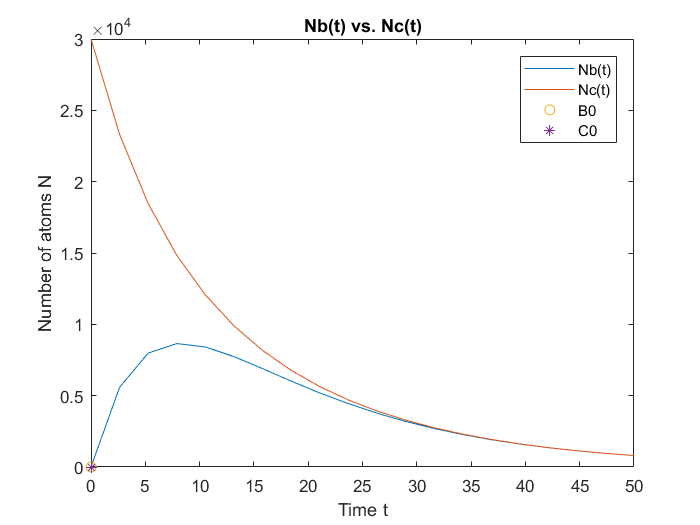 Nb(t) vs. Nc(t)
×10^4
3
2.5
2
1.5
1
0.5
0
Number of atoms N
Nb(t)
Nc(t)
B0
C0
0 5 10 15 20 25 30 35 40 45 50
Time t